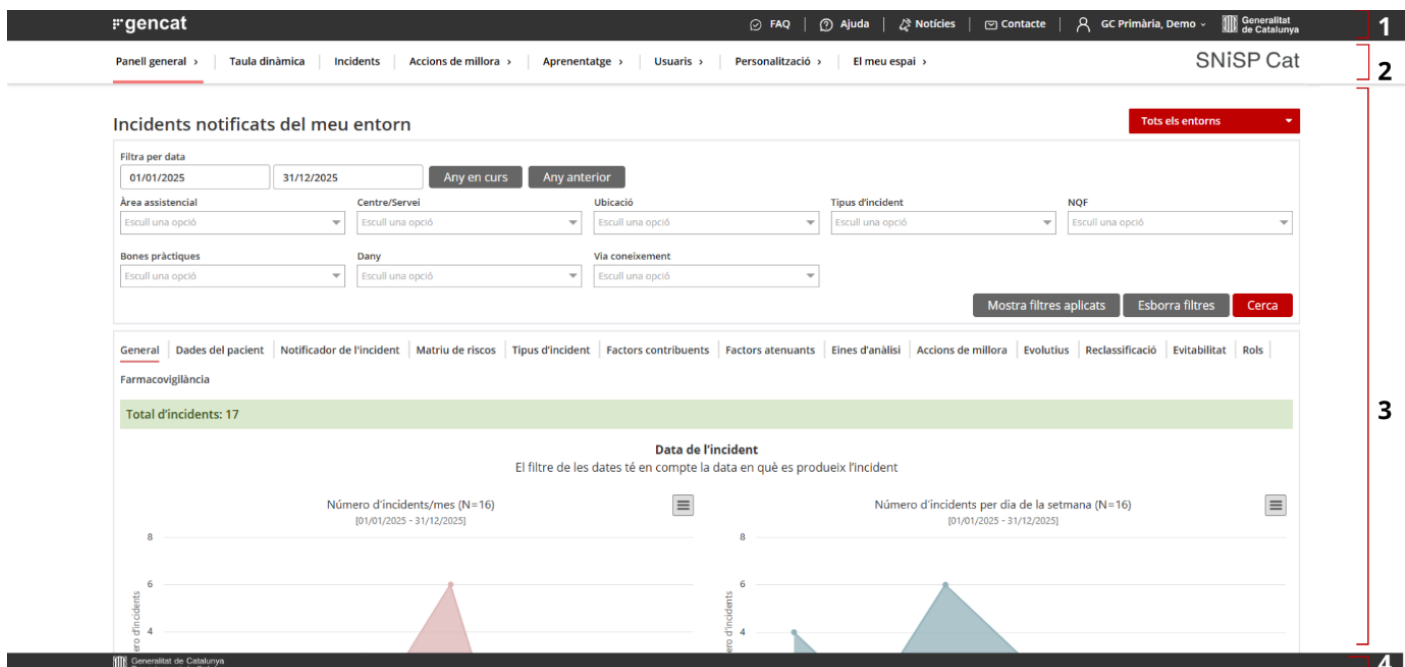 gencat FAQ Ajuda Notícies Contacte GC Primària, Demo Generalitat de Catalunya 1
Panell general › Taula dinàmica Incidents Accions de millora › Aprenentatge › Usuaris › Personalització › El meu espai › SNiSP Cat 2
Incidents notificats del meu entorn Tots els entorns
Filtra per data
01/01/2025 31/12/2025 Any en curs Any anterior
Àrea assistencial Centre/Servei Ubicació Tipus d'incident NQF
Escull una opció Escull una opció Escull una opció Escull una opció Escull una opció
Bones pràctiques Dany Via coneixement
Escull una opció Escull una opció Escull una opció
Mostra filtres aplicats Esborra filtres Cerca
General Dades del pacient Notificador de l'incident Matriu de riscos Tipus d'incident Factors contribuents Factors atenuants Eines d'anàlisi Accions de millora Evolutius Reclassificació Evitabilitat Rols
Farmacovigilància
3
Total d'incidents: 17
Data de l'incident
El filtre de les dates té en compte la data en què es produeix l'incident
Número d'incidents/mes (N=16) Número d'incidents per dia de la setmana (N=16)
[01/01/2025 - 31/12/2025] [01/01/2025 - 31/12/2025]
8 8
6 6
4 4
d'incidents d'incidents
Generalitat de Catalunya 4